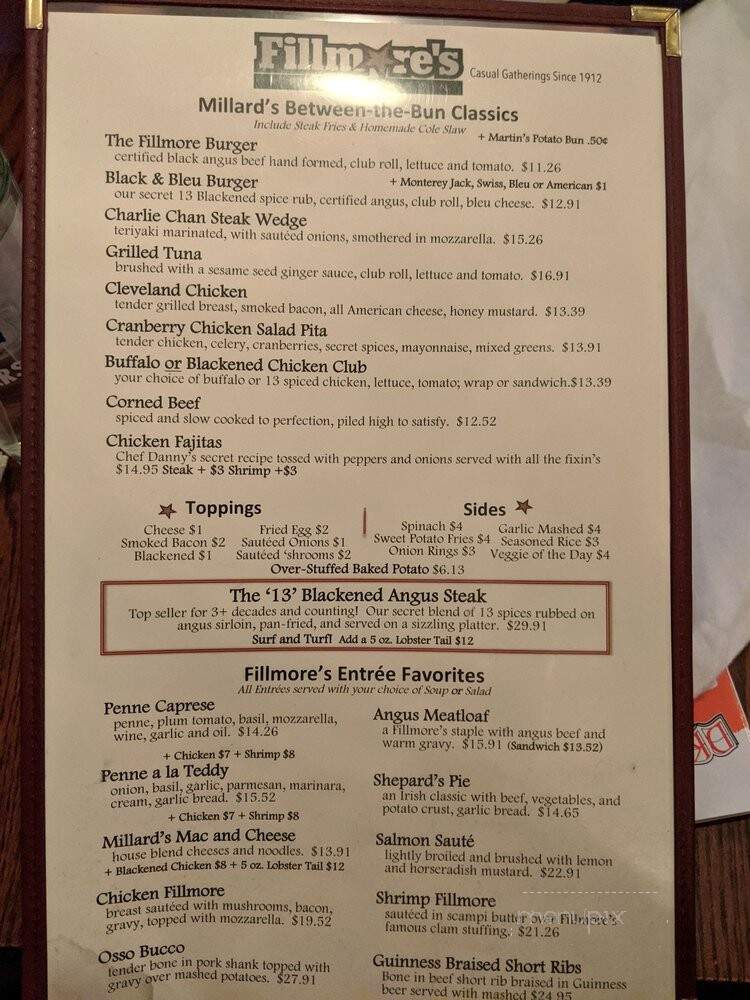 Fillmore's Casual Gatherings Since 1912
Millard's Between-the-Bun Classics
Include Steak Fries & Homemade Cole Slaw
+ Martin's Potato Bun .50¢
The Fillmore Burger
certified black angus beef hand formed, club roll, lettuce and tomato. $11.26
Black & Bleu Burger + Monterey Jack, Swiss, Bleu or American $1
our secret 13 Blackened spice rub, certified angus, club roll, bleu cheese. $12.91
Charlie Chan Steak Wedge
teriyaki marinated, with sautéed onions, smothered in mozzarella. $15.26
Grilled Tuna
brushed with a sesame seed ginger sauce, club roll, lettuce and tomato. $16.91
Cleveland Chicken
tender grilled breast, smoked bacon, all American cheese, honey mustard. $13.39
Cranberry Chicken Salad Pita
tender chicken, celery, cranberries, secret spices, mayonnaise, mixed greens. $13.91
Buffalo or Blackened Chicken Club
your choice of buffalo or 13 spiced chicken, lettuce, tomato; wrap or sandwich.$13.39
Corned Beef
spiced and slow cooked to perfection, piled high to satisfy. $12.52
Chicken Fajitas
Chef Danny's secret recipe tossed with peppers and onions served with all the fixin's
$14.95 Steak + $3 Shrimp +$3
Toppings
Cheese $1 Fried Egg $2
Smoked Bacon $2 Sautéed Onions $1
Blackened $1 Sautéed 'shrooms $2
Sides
Spinach $4 Garlic Mashed $4
Sweet Potato Fries $4 Seasoned Rice $3
Onion Rings $3 Veggie of the Day $4
Over-Stuffed Baked Potato $6.13
The '13' Blackened Angus Steak
Top seller for 3+ decades and counting! Our secret blend of 13 spices rubbed on
angus sirloin, pan-fried, and served on a sizzling platter. $29.91
Surf and Turf! Add a 5 oz. Lobster Tail $12
Fillmore's Entrée Favorites
All Entrées served with your choice of Soup or Salad
Penne Caprese
penne, plum tomato, basil, mozzarella,
wine, garlic and oil. $14.26
+ Chicken $7 + Shrimp $8
Penne a la Teddy
onion, basil, garlic, parmesan, marinara,
cream, garlic bread. $15.52
+ Chicken $7 + Shrimp $8
Millard's Mac and Cheese
house blend cheeses and noodles. $13.91
+ Blackened Chicken $8 + 5 oz. Lobster Tail $12
Chicken Fillmore
breast sautéed with mushrooms, bacon,
gravy, topped with mozzarella. $19.52
Osso Bucco
tender bone in pork shank topped with
gravy over mashed potatoes. $27.91
Angus Meatloaf
a Fillmore's staple with angus beef and
warm gravy. $15.91 (Sandwich $13.52)
Shepard's Pie
an Irish classic with beef, vegetables, and
potato crust, garlic bread. $14.65
Salmon Sauté
lightly broiled and brushed with lemon
and horseradish mustard. $22.91
Shrimp Fillmore
sautéed in scampi butter over Fillmore's
famous clam stuffing. $21.26
Guinness Braised Short Ribs
Bone in beef short rib braised in Guinness
beer served with mashed $24.95